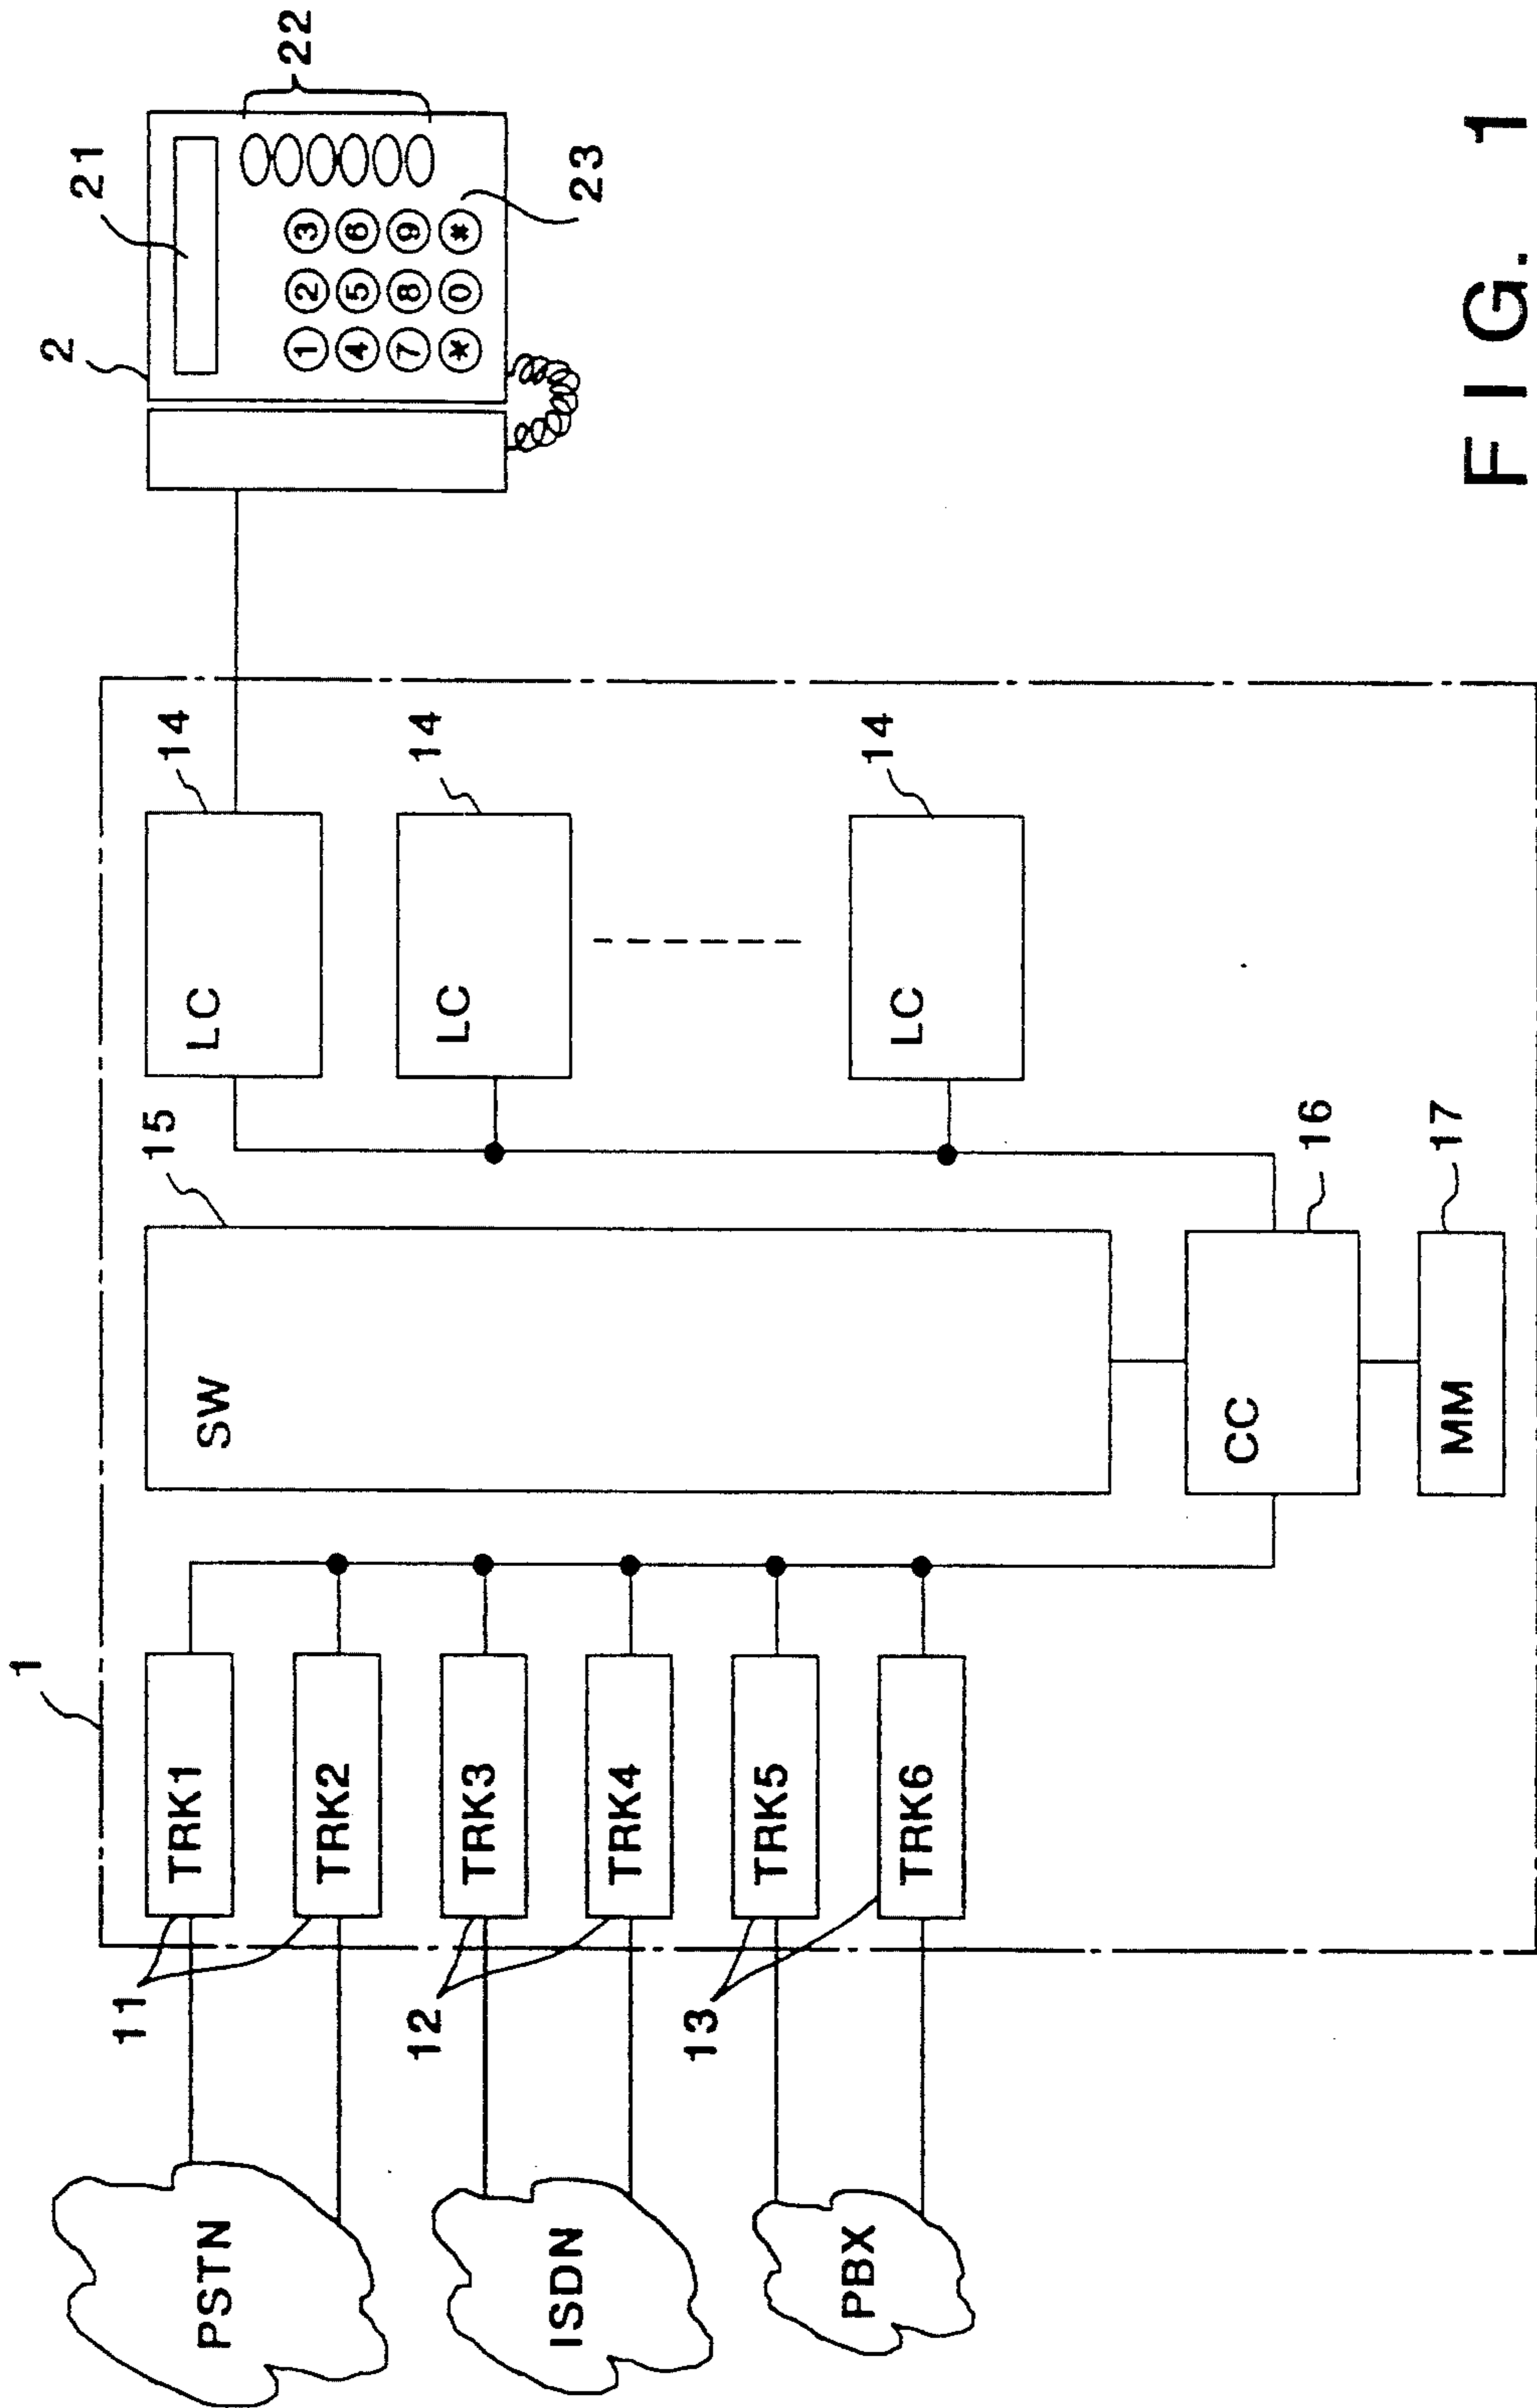 1
2
21
22
1 2 3
4 5 6
7 8 9
* 0 *
23
PSTN
11
TRK1
TRK2
ISDN
12
TRK3
TRK4
PBX
13
TRK5
TRK6
SW
15
LC
14
LC
14
LC
14
CC
16
MM
17
FIG. 1